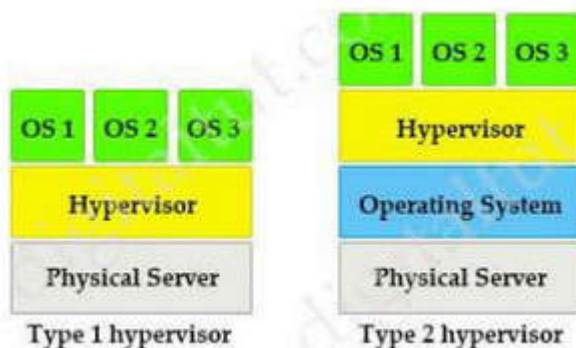 OS 1 OS 2 OS 3
Hypervisor
Physical Server
Type 1 hypervisor
OS 1 OS 2 OS 3
Hypervisor
Operating System
Physical Server
Type 2 hypervisor